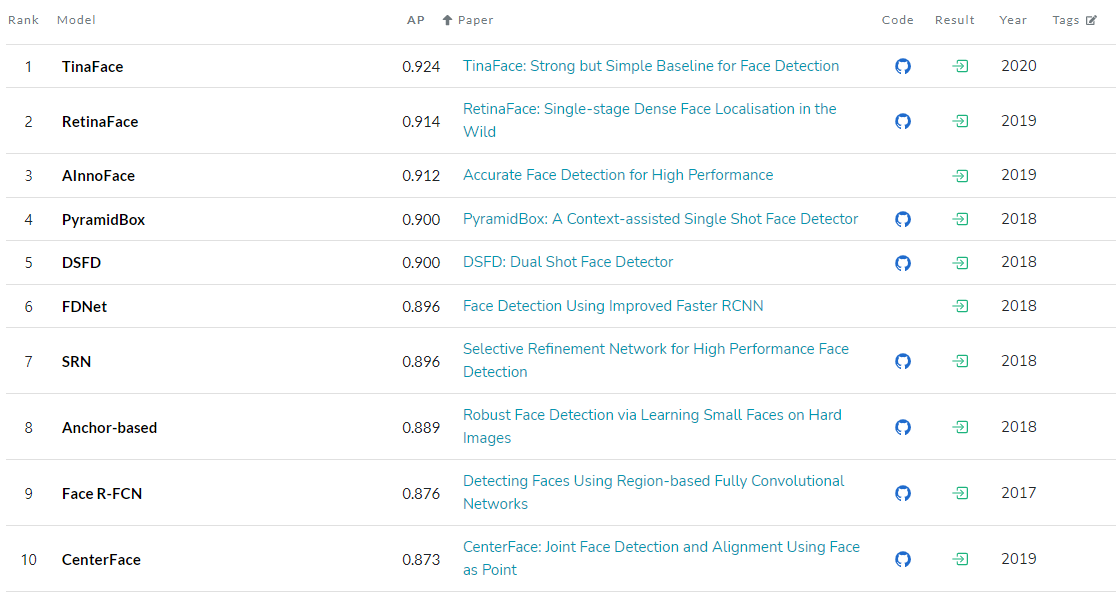 Rank Model AP Paper Code Result Year Tags
1 TinaFace 0.924 TinaFace: Strong but Simple Baseline for Face Detection 2020
2 RetinaFace 0.914 RetinaFace: Single-stage Dense Face Localisation in the
Wild 2019
3 AInnoFace 0.912 Accurate Face Detection for High Performance 2019
4 PyramidBox 0.900 PyramidBox: A Context-assisted Single Shot Face Detector 2018
5 DSFD 0.900 DSFD: Dual Shot Face Detector 2018
6 FDNet 0.896 Face Detection Using Improved Faster RCNN 2018
7 SRN 0.896 Selective Refinement Network for High Performance Face
Detection 2018
8 Anchor-based 0.889 Robust Face Detection via Learning Small Faces on Hard
Images 2018
9 Face R-FCN 0.876 Detecting Faces Using Region-based Fully Convolutional
Networks 2017
10 CenterFace 0.873 CenterFace: Joint Face Detection and Alignment Using Face
as Point 2019